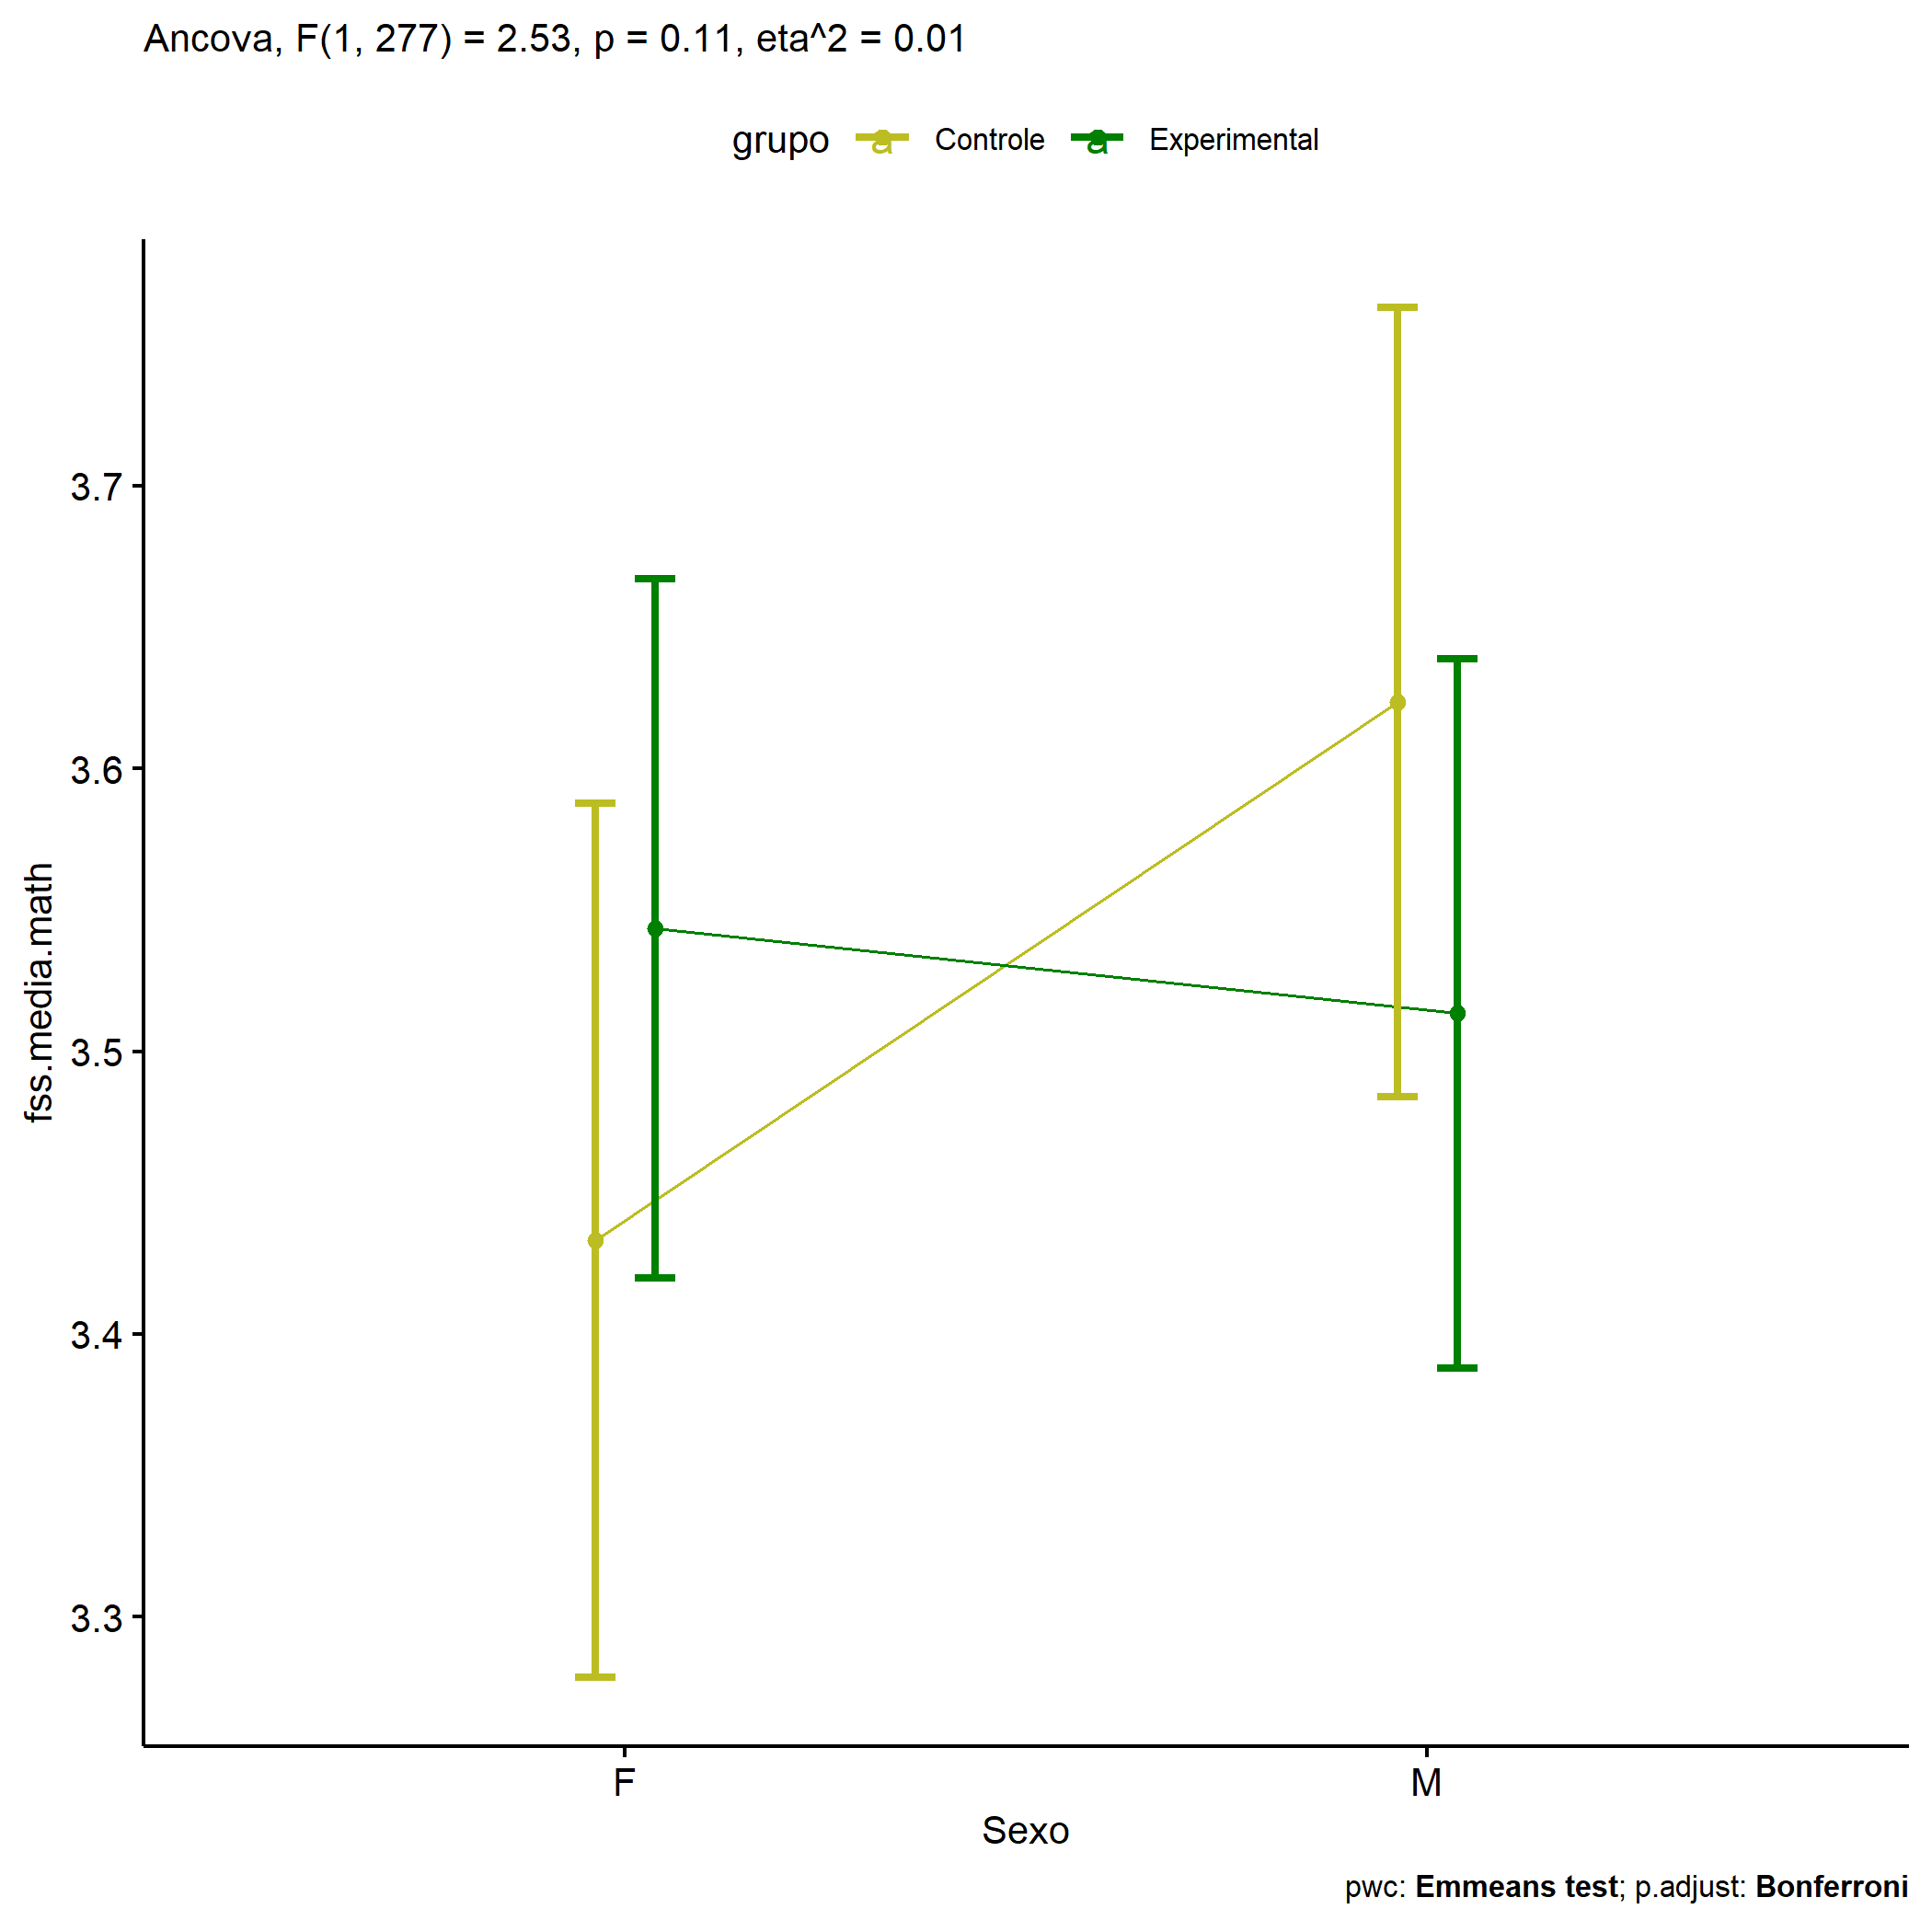 Ancova, F(1, 277) = 2.53, p = 0.11, eta^2 = 0.01
grupo a Controle a Experimental
3.7
3.6
3.5
3.4
3.3
fss.media.math
F M
Sexo
pwc: Emmeans test; p.adjust: Bonferroni